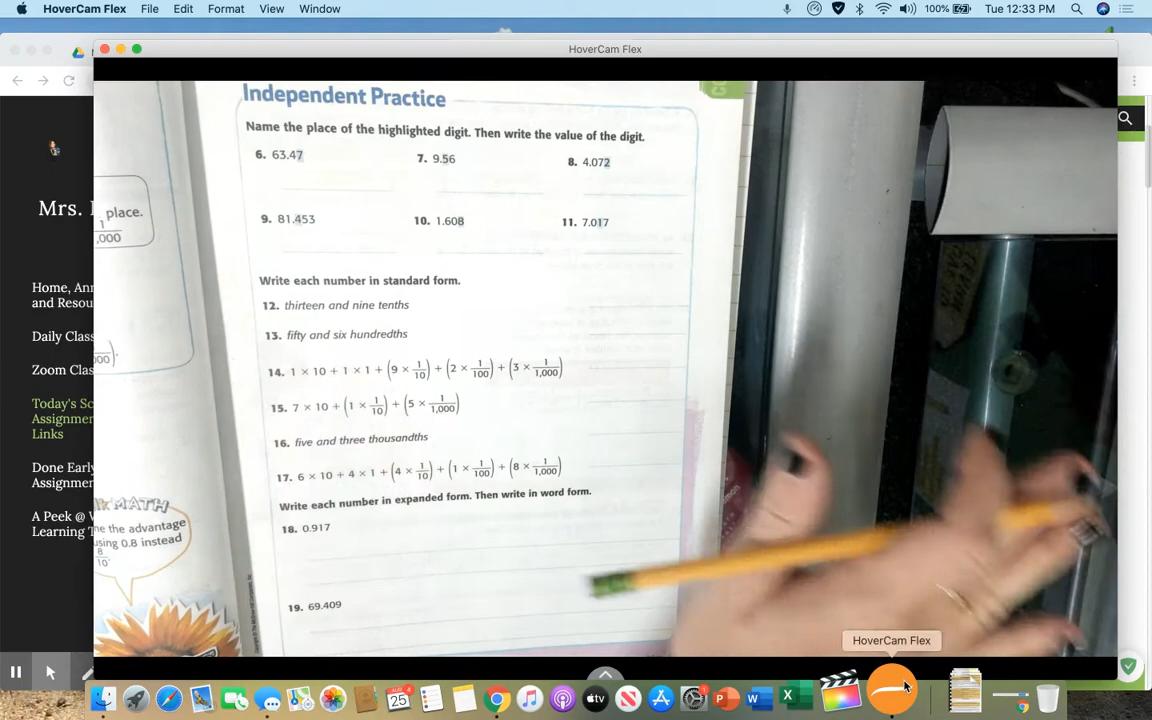 HoverCam Flex File Edit Format View Window 100% Tue 12:33 PM
HoverCam Flex
Mrs.
Home, Ann
and Resou
Daily Class
Zoom Clas
Today's Sc
Assignmen
Links
Done Early
Assignmen
A Peek @
Learning T
place.
1
,000
MATH
the advantage
using 0.8 instead
8
10
Independent Practice
Name the place of the highlighted digit. Then write the value of the digit.
6. 63.47 7. 9.56 8. 4.072
9. 81.453 10. 1.608 11. 7.017
Write each number in standard form.
12. thirteen and nine tenths
13. fifty and six hundredths
14. 1 × 10 + 1 × 1 + (9 × 1/10) + (2 × 1/100) + (3 × 1/1,000)
15. 7 × 10 + (1 × 1/10) + (5 × 1/1,000)
16. five and three thousandths
17. 6 × 10 + 4 × 1 + (4 × 1/10) + (1 × 1/100) + (8 × 1/1,000)
Write each number in expanded form. Then write in word form.
18. 0.917
19. 69.409
HoverCam Flex
25
tv